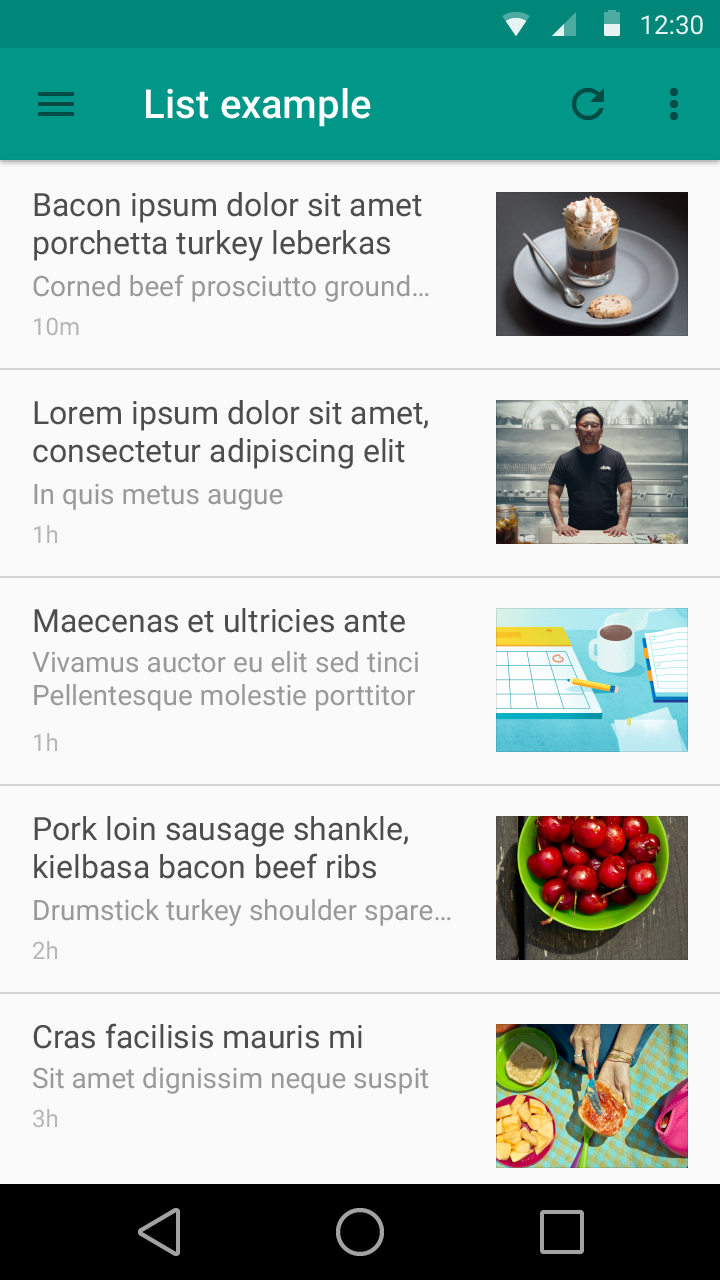 12:30
List example
Bacon ipsum dolor sit amet
porchetta turkey leberkas
Corned beef prosciutto ground…
10m
Lorem ipsum dolor sit amet,
consectetur adipiscing elit
In quis metus augue
1h
Maecenas et ultricies ante
Vivamus auctor eu elit sed tinci
Pellentesque molestie porttitor
1h
Pork loin sausage shankle,
kielbasa bacon beef ribs
Drumstick turkey shoulder spare…
2h
Cras facilisis mauris mi
Sit amet dignissim neque suspit
3h